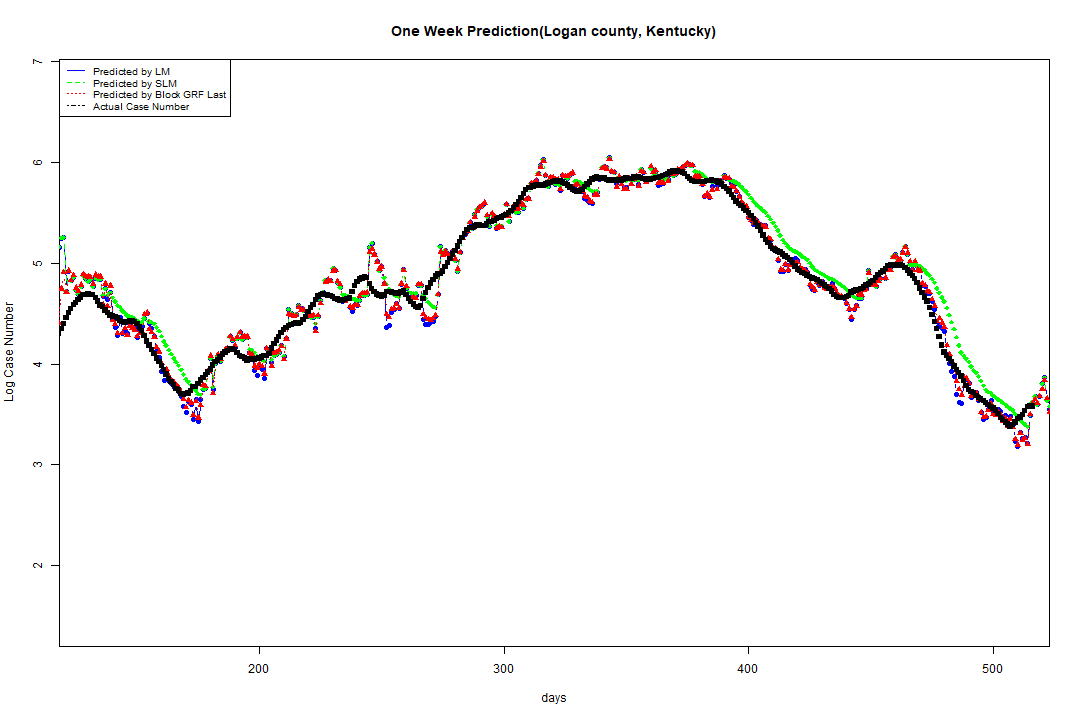 One Week Prediction(Logan county, Kentucky)
7
Predicted by LM
Predicted by SLM
Predicted by Block GRF Last
Actual Case Number
6
5
4
3
2
Log Case Number
200 300 400 500
days